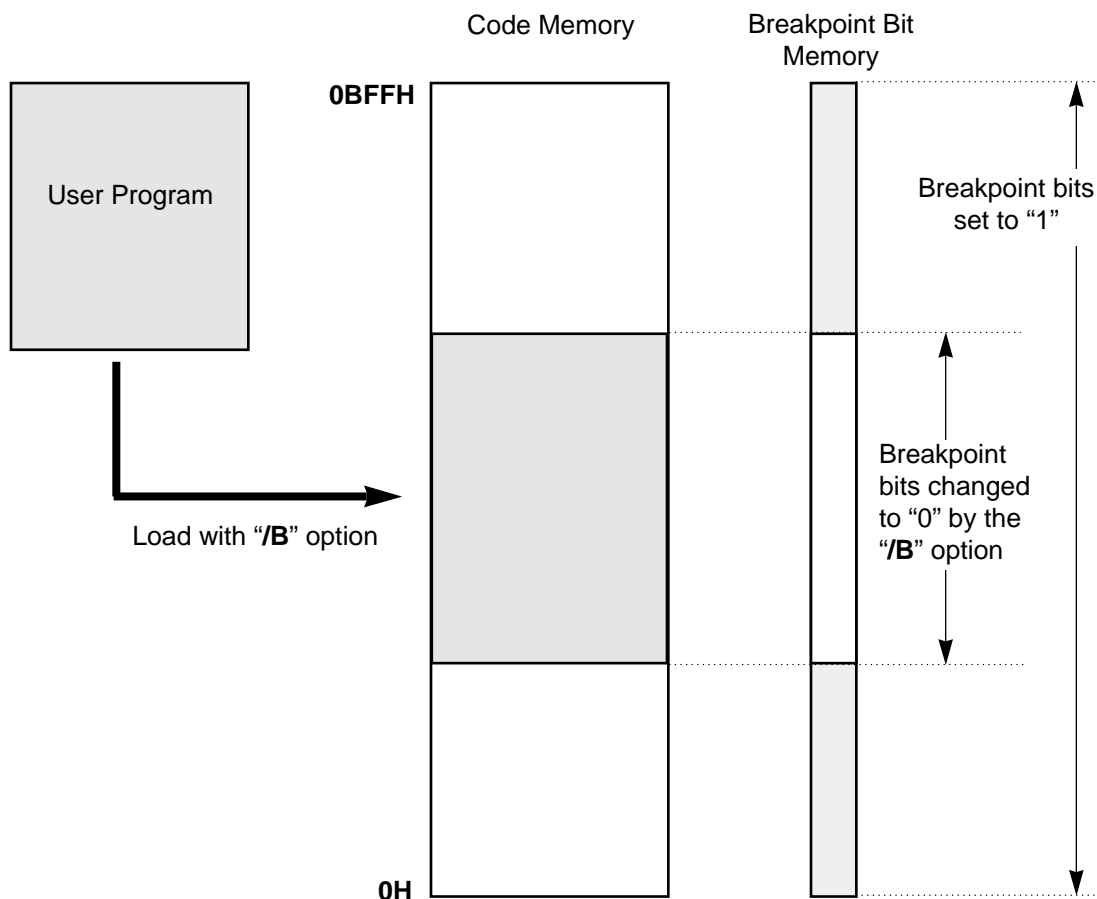 Code Memory
Breakpoint Bit
Memory
0BFFH
User Program
Breakpoint bits
set to “1”
Breakpoint
bits changed
to “0” by the
“/B” option
Load with “/B” option
0H